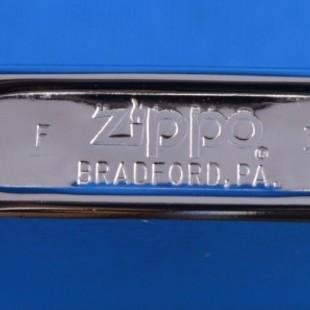 F zippo ®
BRADFORD, PA.